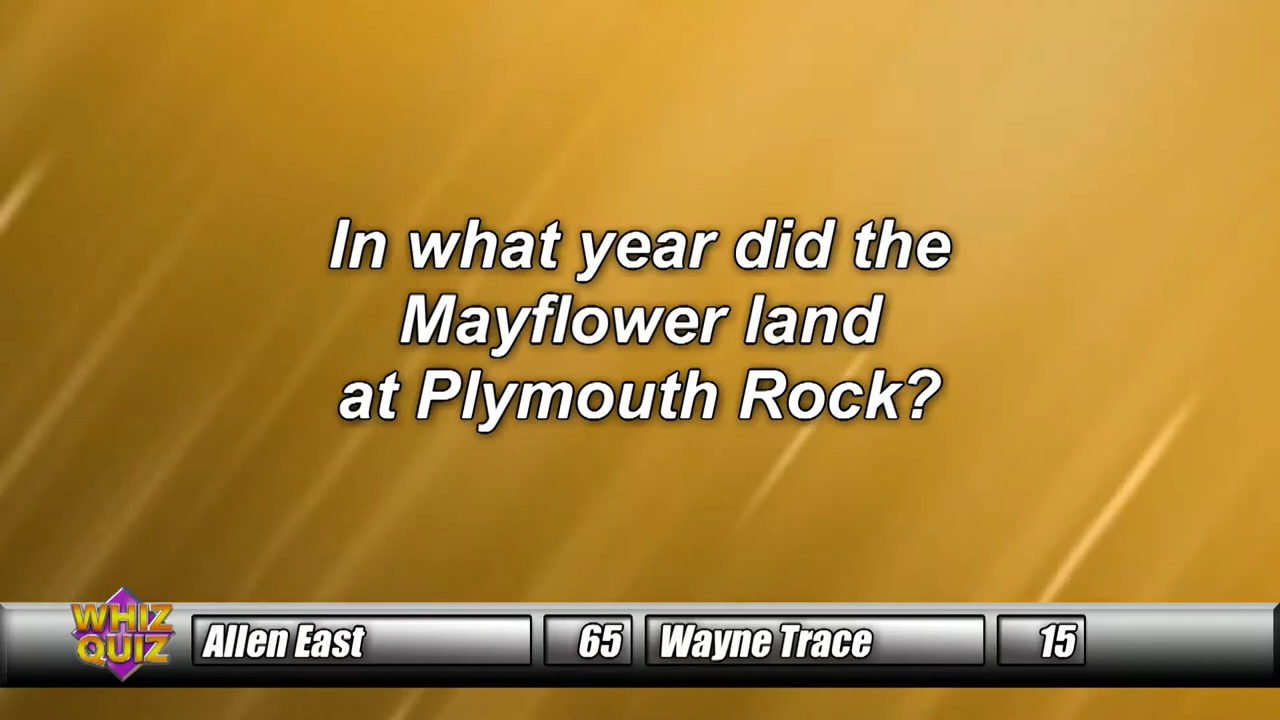 In what year did the
Mayflower land
at Plymouth Rock?
WHIZ
QUIZ
Allen East 65 Wayne Trace 15